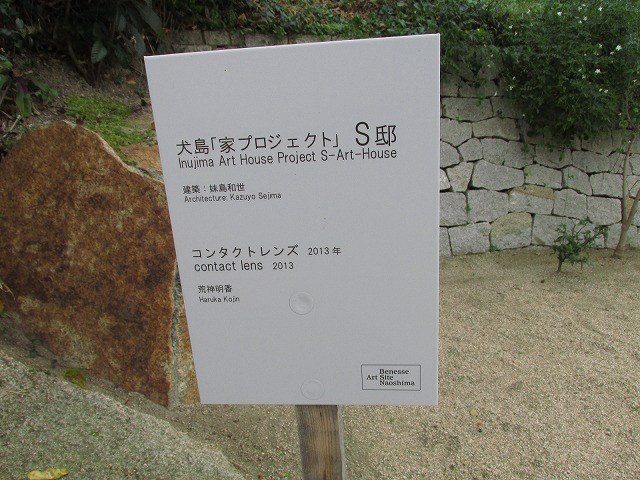 犬島「家プロジェクト」 S邸
Inujima Art House Project S-Art-House
建築：妹島和世
Architecture: Kazuyo Sejima
コンタクトレンズ 2013年
contact lens 2013
荒神明香
Haruka Kojin
Benesse
Art Site
Naoshima